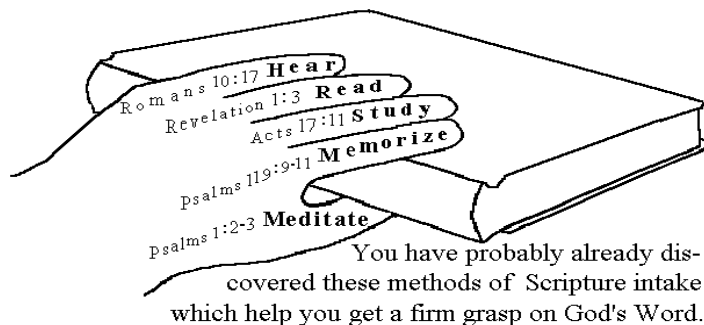 Romans 10:17 Hear
Revelation 1:3 Read
Acts 17:11 Study
Psalms 119:9-11 Memorize
Psalms 1:2-3 Meditate
You have probably already dis-
covered these methods of Scripture intake
which help you get a firm grasp on God's Word.